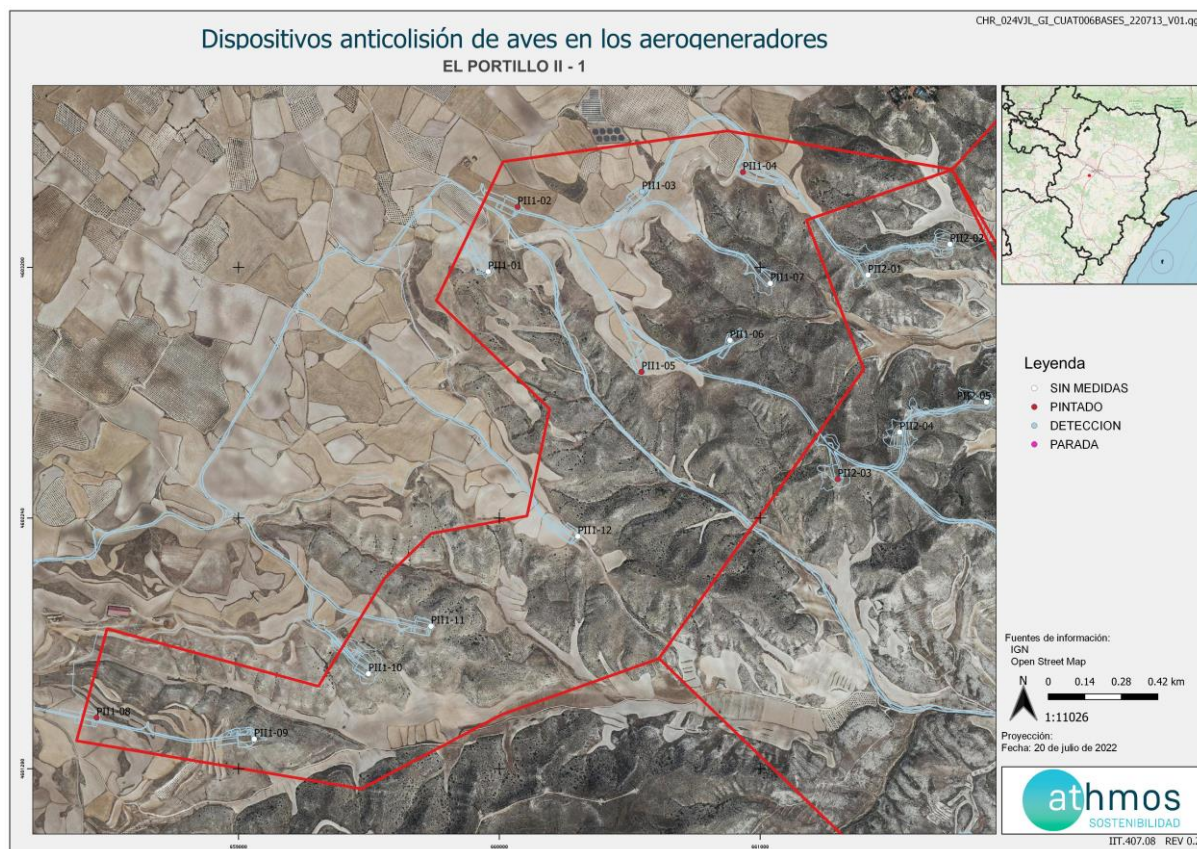 CHR_024VJL_GI_CUAT006BASES_220713_V01.qg
Dispositivos anticolisión de aves en los aerogeneradores
EL PORTILLO II - 1
PII1-04
PII1-03
PII1-02
PII2-02
PII1-01
PII2-01
PII1-07
PII1-06
PII1-05
PII2-05
PII2-04
PII2-03
PII1-12
PII1-11
PII1-10
PII1-08
PII1-09
Leyenda
SIN MEDIDAS
PINTADO
DETECCION
PARADA
Fuentes de información:
IGN
Open Street Map
N
0 0.14 0.28 0.42 km
1:11026
Proyección:
Fecha: 20 de julio de 2022
athmos
SOSTENIBILIDAD
660000
661000